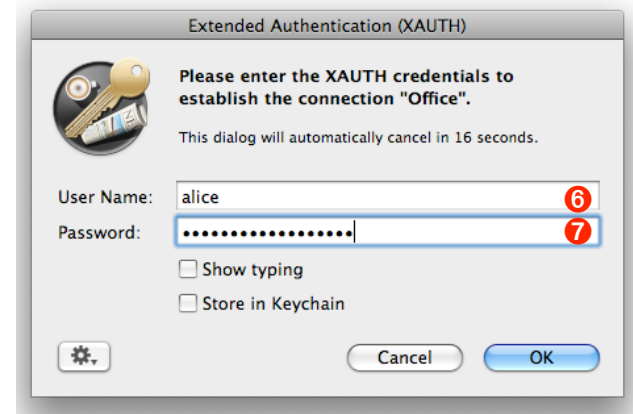 Extended Authentication (XAUTH)
Please enter the XAUTH credentials to
establish the connection "Office".
This dialog will automatically cancel in 16 seconds.
User Name: alice 6
Password: •••••••••••••••••• 7
Show typing
Store in Keychain
Cancel OK